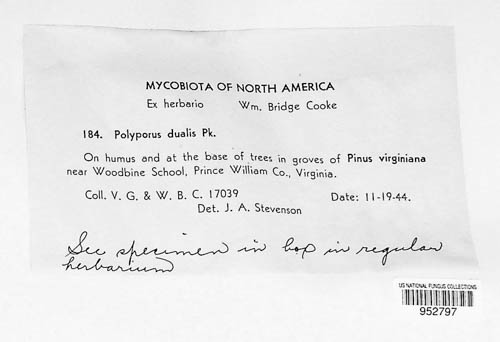 MYCOBIOTA OF NORTH AMERICA
Ex herbario Wm. Bridge Cooke
184. Polyporus dualis Pk.
On humus and at the base of trees in groves of Pinus virginiana
near Woodbine School, Prince William Co., Virginia.
Coll. V. G. & W. B. C. 17039 Date: 11-19-44.
Det. J. A. Stevenson
See specimen in box in regular
herbarium
US NATIONAL FUNGUS COLLECTIONS
952797